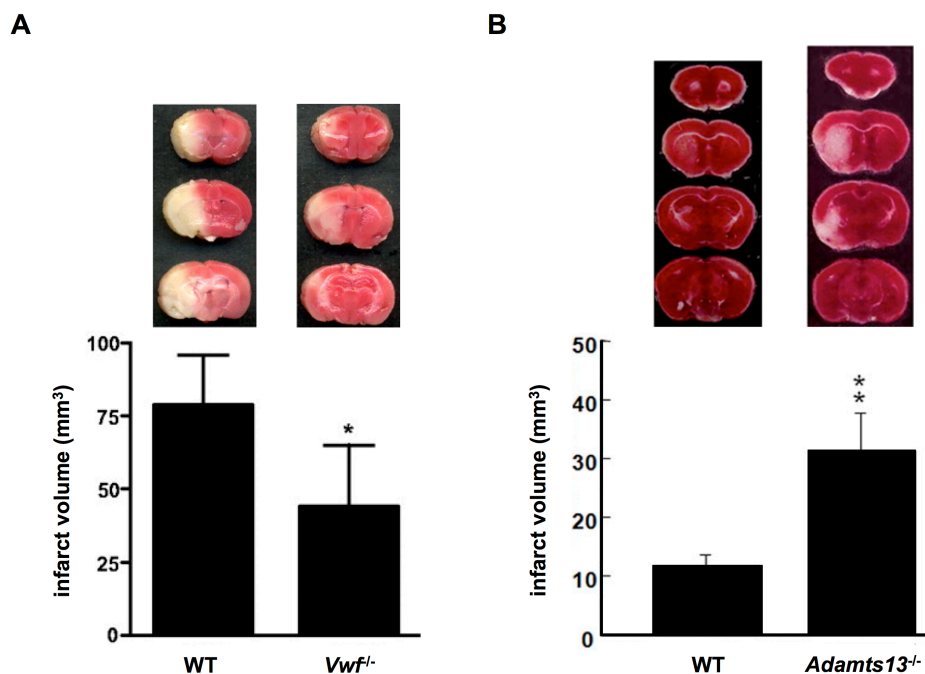 A
B
100
75
50
25
0
infarct volume (mm³)
*
WT
Vwf-/-
50
40
30
20
10
0
infarct volume (mm³)
*
*
WT
Adamts13-/-